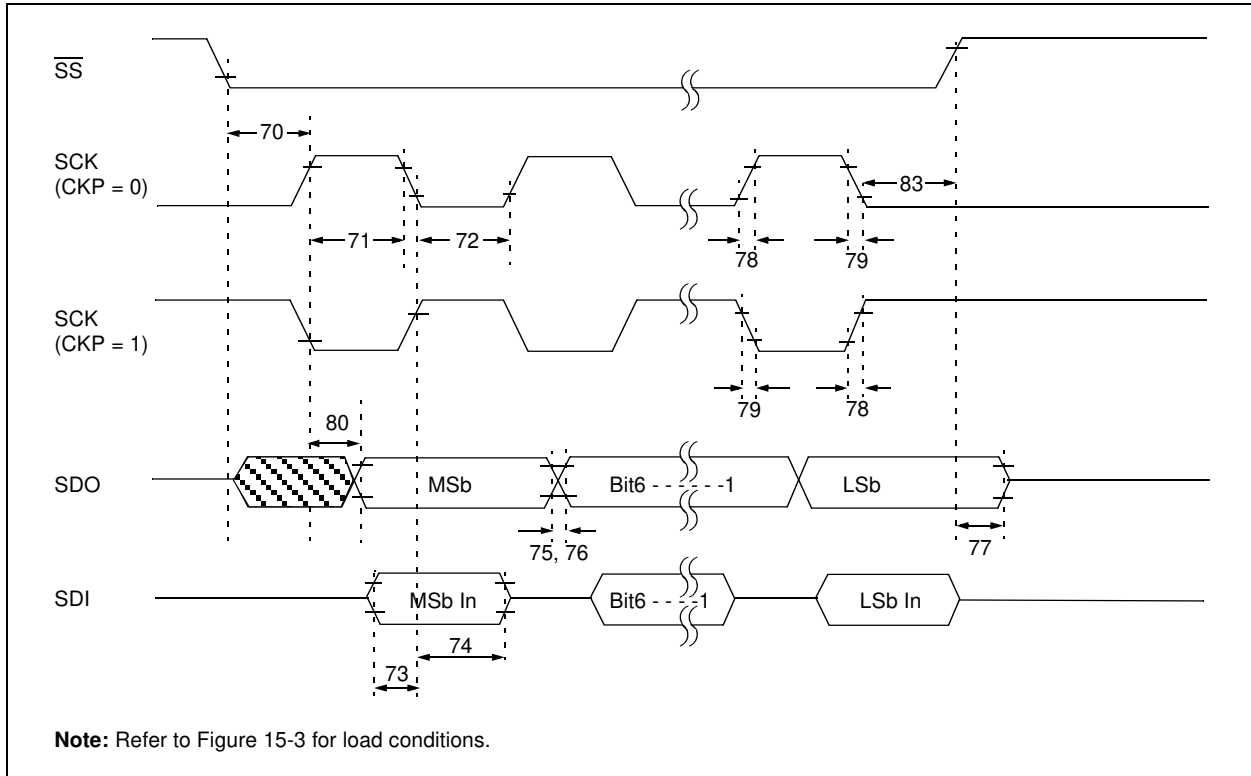 SS
70
SCK
(CKP = 0)
83
71
72
78
79
SCK
(CKP = 1)
79
78
80
SDO
MSb
Bit6 - - - - - -1
LSb
75, 76
77
SDI
MSb In
Bit6 - - - -1
LSb In
74
73
Note: Refer to Figure 15-3 for load conditions.